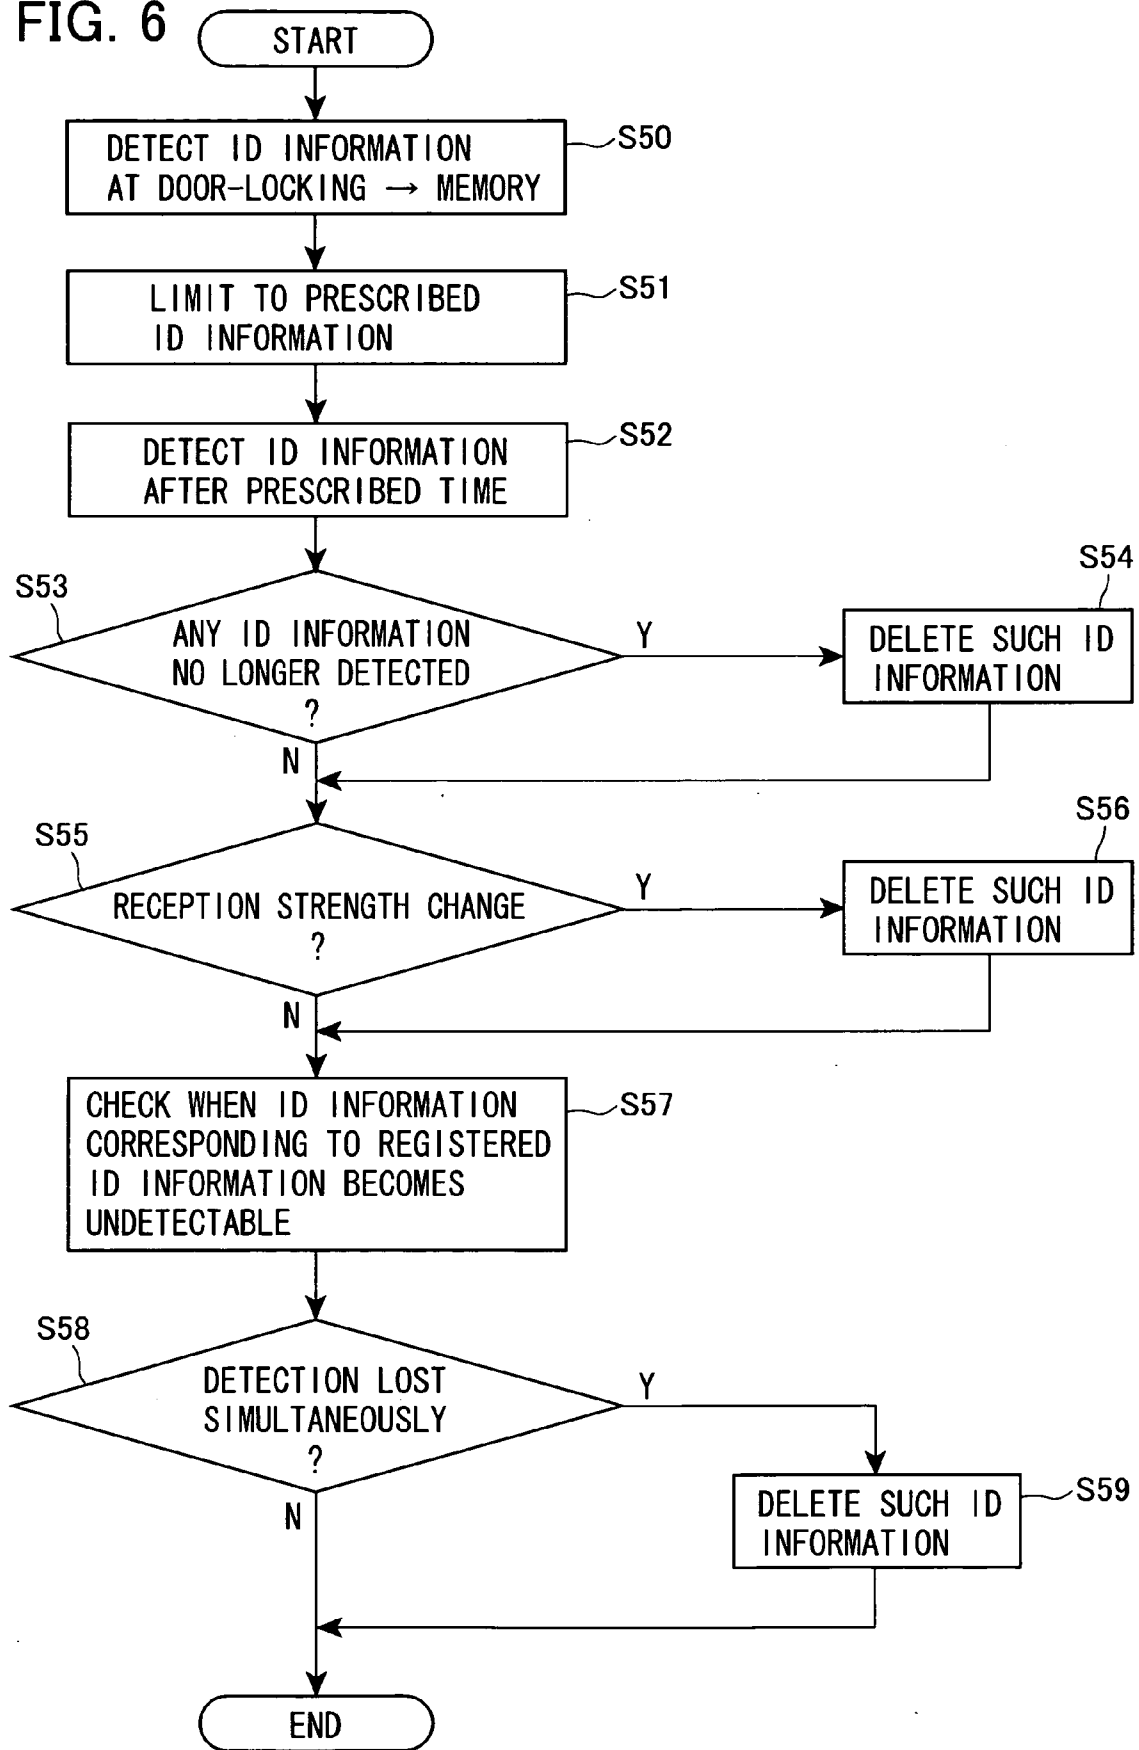 FIG. 6
START
DETECT ID INFORMATION
AT DOOR-LOCKING → MEMORY
S50
LIMIT TO PRESCRIBED
ID INFORMATION
S51
DETECT ID INFORMATION
AFTER PRESCRIBED TIME
S52
S53
ANY ID INFORMATION
NO LONGER DETECTED
?
Y
N
S54
DELETE SUCH ID
INFORMATION
S55
RECEPTION STRENGTH CHANGE
?
Y
N
S56
DELETE SUCH ID
INFORMATION
CHECK WHEN ID INFORMATION
CORRESPONDING TO REGISTERED
ID INFORMATION BECOMES
UNDETECTABLE
S57
S58
DETECTION LOST
SIMULTANEOUSLY
?
Y
N
DELETE SUCH ID
INFORMATION
S59
END